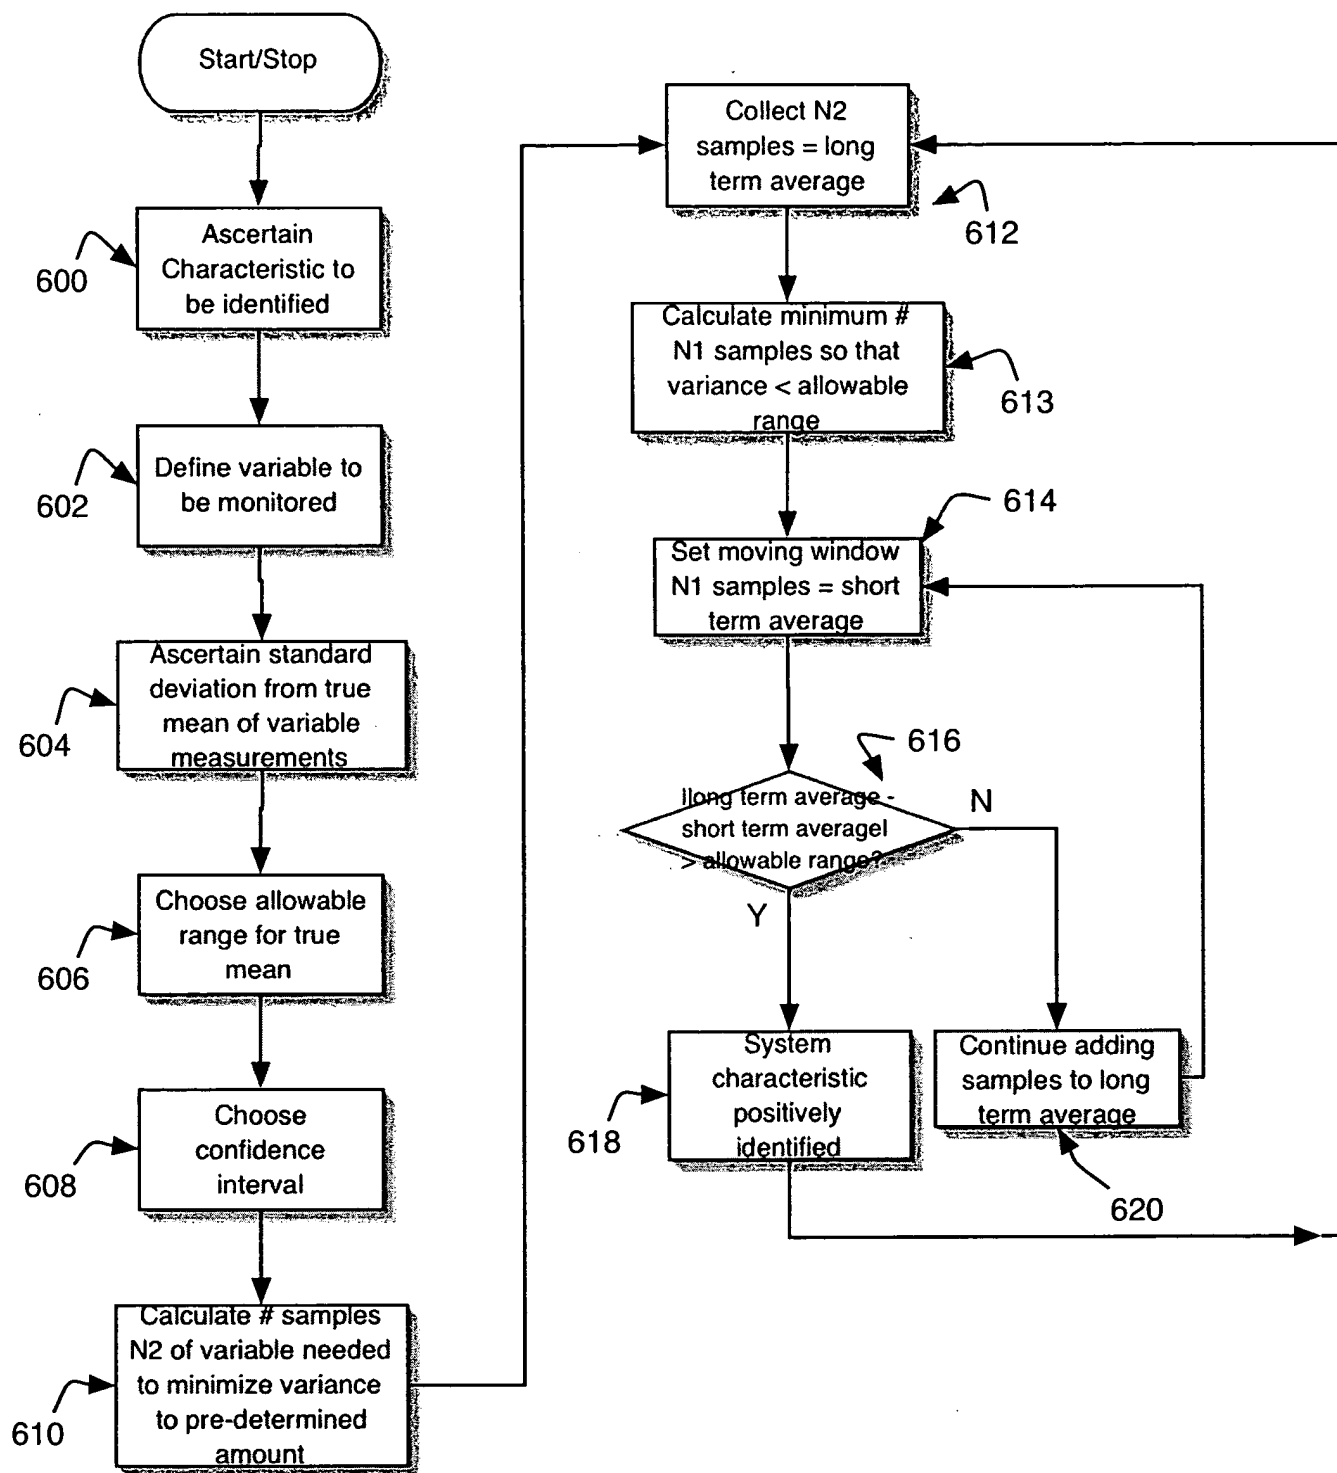 Start/Stop
Ascertain
Characteristic to
be identified
600
Define variable to
be monitored
602
Ascertain standard
deviation from true
mean of variable
measurements
604
Choose allowable
range for true
mean
606
Choose
confidence
interval
608
Calculate # samples
N2 of variable needed
to minimize variance
to pre-determined
amount
610
Collect N2
samples = long
term average
612
Calculate minimum #
N1 samples so that
variance < allowable
range
613
Set moving window
N1 samples = short
term average
614
|long term average -
short term average|
> allowable range?
616
N
Y
System
characteristic
positively
identified
618
Continue adding
samples to long
term average
620